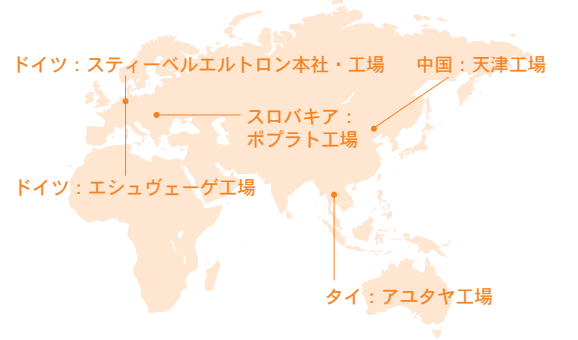 ドイツ：スティーベルエルトロン本社・工場
中国：天津工場
スロバキア：
ポプラト工場
ドイツ：エシュヴェーゲ工場
タイ：アユタヤ工場